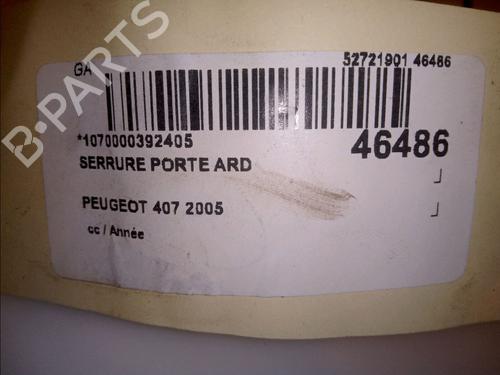 GA
52721901 46486
*1070000392405
46486
SERRURE PORTE ARD
PEUGEOT 407 2005
cc / Année
B-PARTS